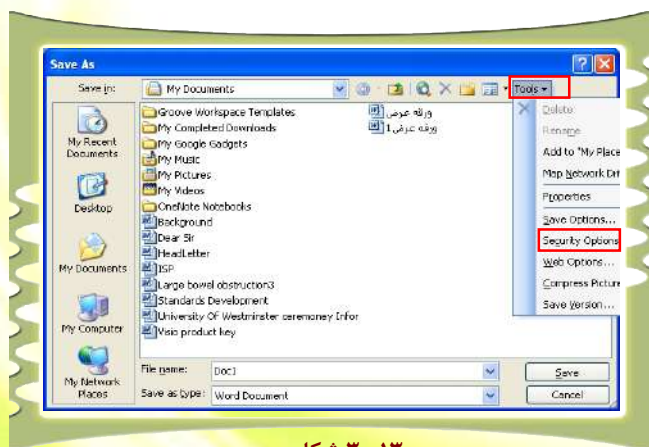 Save As
Save in:
My Documents
Tools
My Recent
Documents
Desktop
My Documents
My Computer
My Network
Places
Groove Workspace Templates
My Completed Downloads
My Google Gadgets
My Music
My Pictures
My Videos
OneNote Notebooks
Background
Dear Sir
HeadLetter
ISP
Large bowel obstruction3
Standards Development
University Of Westminster ceremoney Infor
Visio product key
ورقه عرضی
ورقه عرضی 1
Delete
Rename
Add to "My Place
Map Network Dri
Properties
Save Options...
Security Options
Web Options...
Compress Picture
Save Version...
File name:
Doc1
Save
Save as type:
Word Document
Cancel